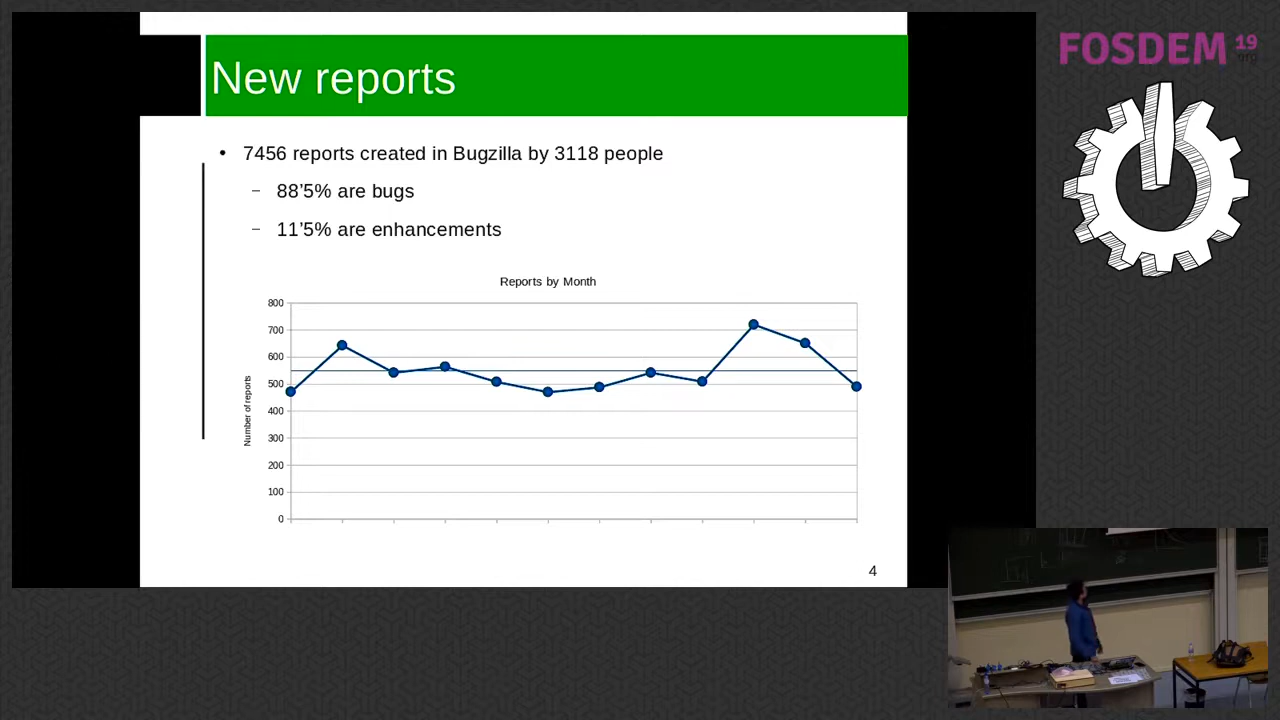 New reports
• 7456 reports created in Bugzilla by 3118 people
– 88’5% are bugs
– 11’5% are enhancements
Reports by Month
Number of reports
800
700
600
500
400
300
200
100
0
4
FOSDEM 19
.org